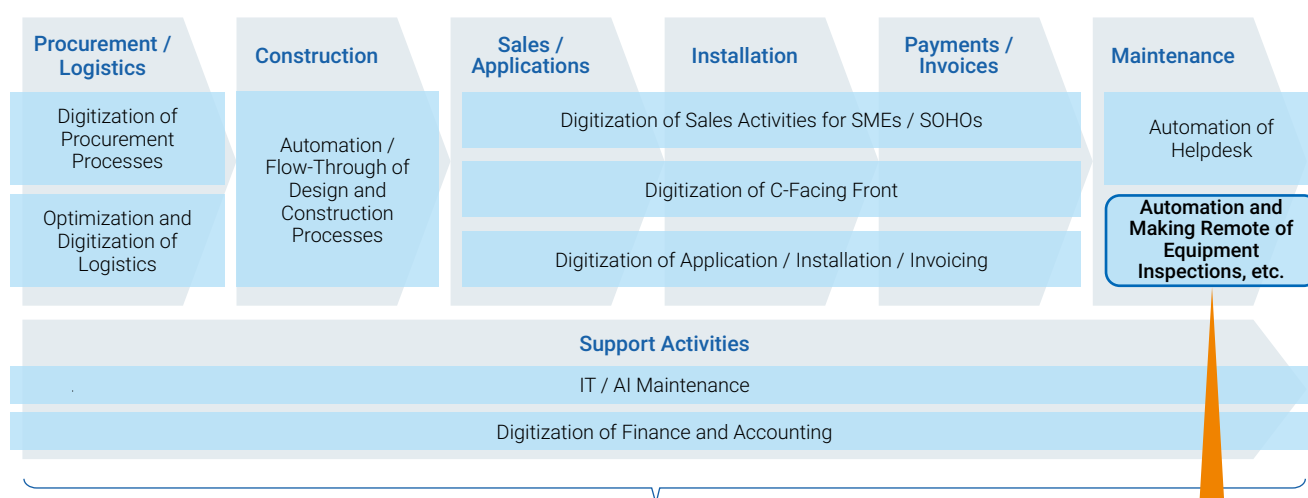 Procurement /
Logistics
Construction
Sales /
Applications
Installation
Payments /
Invoices
Maintenance
Digitization of
Procurement
Processes
Optimization and
Digitization of
Logistics
Automation /
Flow-Through of
Design and
Construction
Processes
Digitization of Sales Activities for SMEs / SOHOs
Digitization of C-Facing Front
Digitization of Application / Installation / Invoicing
Automation of
Helpdesk
Automation and
Making Remote of
Equipment
Inspections, etc.
Support Activities
IT / AI Maintenance
Digitization of Finance and Accounting